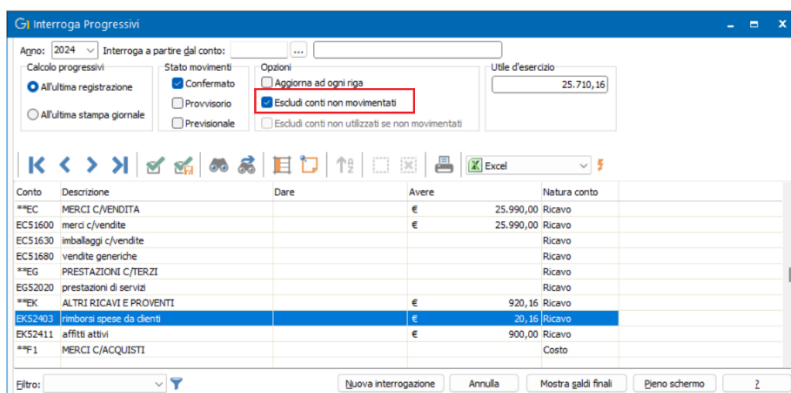 GI Interroga Progressivi
Anno: 2024 Interroga a partire dal conto: ...
Calcolo progressivi Stato movimenti Opzioni Utile d'esercizio
All'ultima registrazione Confermato Aggiorna ad ogni riga 25.710,16
Provvisorio Escludi conti non movimentati
All'ultima stampa giornale
Previsionale Escludi conti non utilizzati se non movimentati
Excel
Conto Descrizione Dare Avere Natura conto
**EC MERCI C/VENDITA € 25.990,00 Ricavo
EC51600 merci c/vendite € 25.990,00 Ricavo
EC51630 imballaggi c/vendite Ricavo
EC51680 vendite generiche Ricavo
**EG PRESTAZIONI C/TERZI Ricavo
EG52020 prestazioni di servizi Ricavo
**EK ALTRI RICAVI E PROVENTI € 920,16 Ricavo
EK52403 rimborsi spese da clienti € 20,16 Ricavo
EK52411 affitti attivi € 900,00 Ricavo
**F1 MERCI C/ACQUISTI Costo
Filtro: Nuova interrogazione Annulla Mostra saldi finali Pieno schermo ?